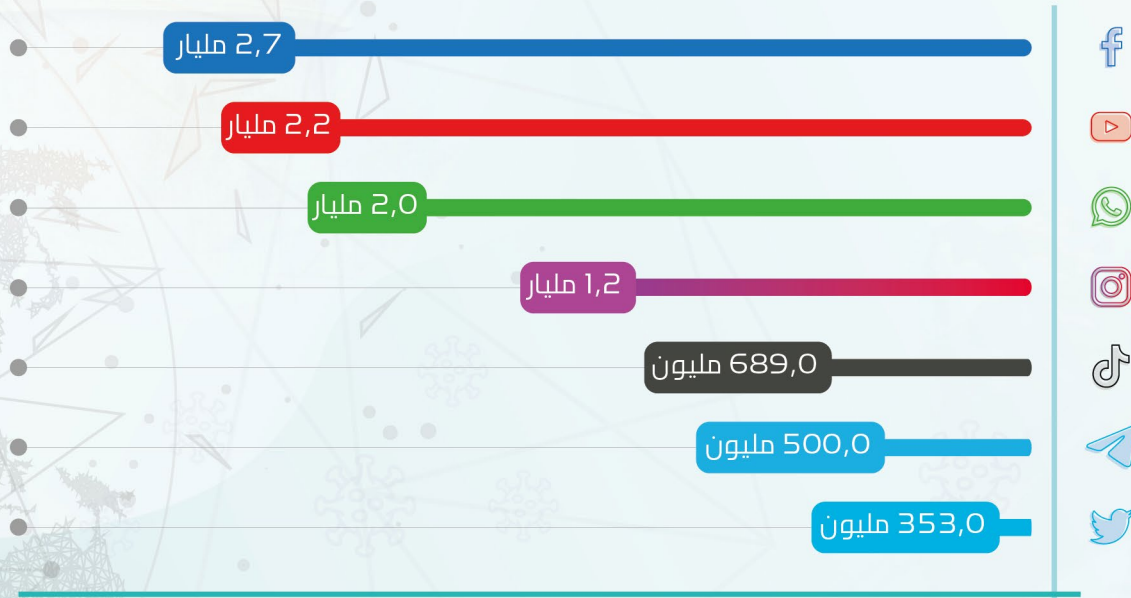 2,7 مليار
2,2 مليار
2,0 مليار
1,2 مليار
689,0 مليون
500,0 مليون
353,0 مليون